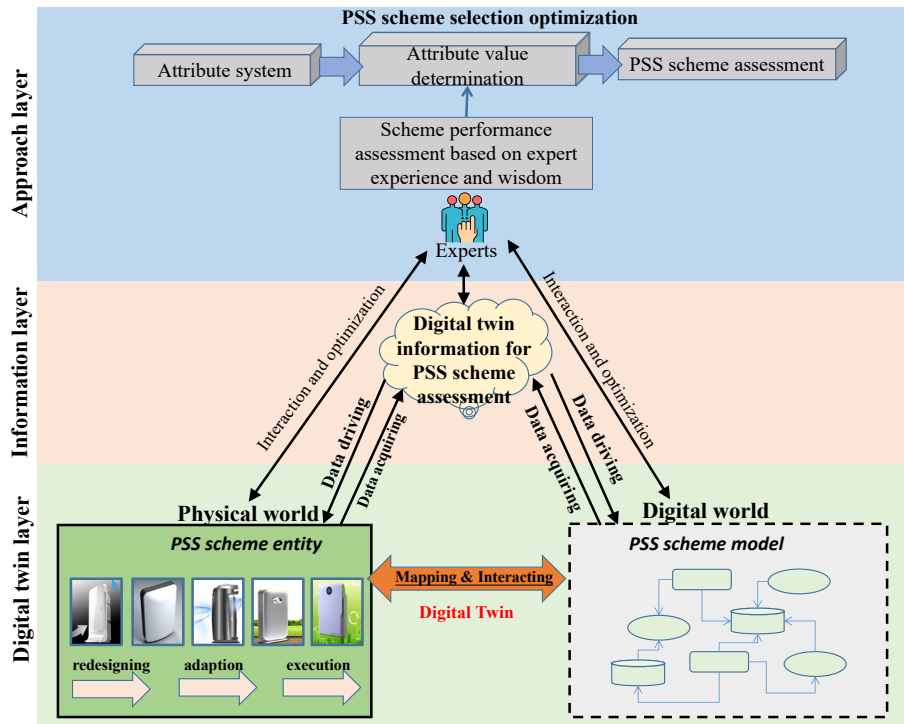 PSS scheme selection optimization
Attribute system
Attribute value
determination
PSS scheme assessment
Scheme performance
assessment based on expert
experience and wisdom
Experts
Approach layer
Interaction and optimization
Interaction and optimization
Digital twin
information for
PSS scheme
assessment
Information layer
Data driving
Data acquiring
Data acquiring
Data driving
Physical world
Digital world
Digital twin layer
PSS scheme entity
redesigning
adaption
execution
Mapping & Interacting
Digital Twin
PSS scheme model